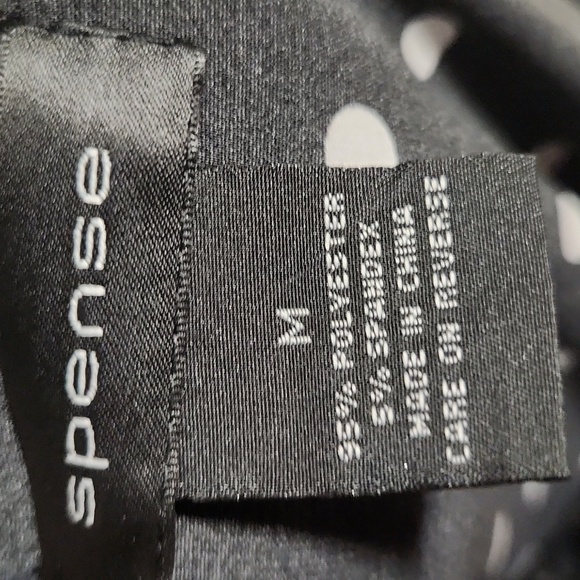 spense
M
95% POLYESTER
5% SPANDEX
MADE IN CHINA
CARE ON REVERSE